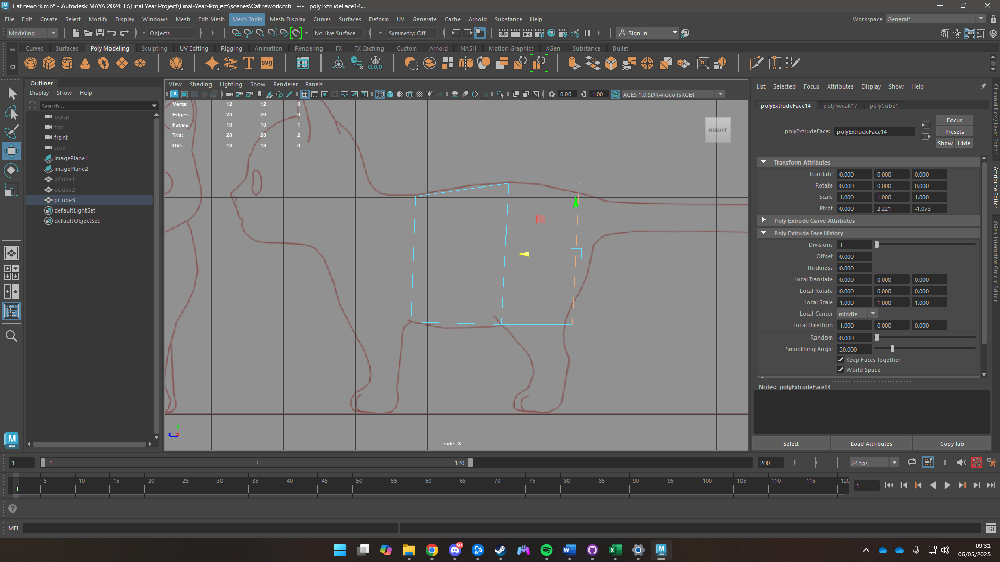 Cat rework.mb* - Autodesk MAYA 2024: E:\Final Year Project\Final-Year-Project\scenes\Cat rework.mb --- polyExtrudeFace14...
File Edit Create Select Modify Display Windows Mesh Edit Mesh Mesh Tools Mesh Display Curves Surfaces Deform UV Generate Cache Arnold Substance Help
Workspace: General*
Modeling Objects No Live Surface Symmetry: Off IPR Sign In
Curves Surfaces Poly Modeling Sculpting UV Editing Rigging Animation Rendering FX FX Caching Custom Arnold MASH Motion Graphics XGen Substance Bullet
T SVG 0,0,0
Outliner
Display Show Help
Search...
persp
top
front
side
imagePlane1
imagePlane2
pCube1
pCube2
pCube3
defaultLightSet
defaultObjectSet
View Shading Lighting Show Renderer Panels
0.00 1.00 ACES 1.0 SDR-video (sRGB)
Verts: 12 12 0
Edges: 20 20 0
Faces: 10 10 1
Tris: 20 20 2
UVs: 18 18 0
RIGHT
y
z x
side -X
List Selected Focus Attributes Display Show Help
polyExtrudeFace14 polyTweak17 polyCube1
polyExtrudeFace: polyExtrudeFace14
Focus
Presets
Show Hide
Transform Attributes
Translate 0.000 0.000 0.000
Rotate 0.000 0.000 0.000
Scale 1.000 1.000 1.000
Pivot 0.000 2.221 -1.073
Poly Extrude Curve Attributes
Poly Extrude Face History
Divisions 1
Offset 0.000
Thickness 0.000
Local Translate 0.000 0.000 0.000
Local Rotate 0.000 0.000 0.000
Local Scale 1.000 1.000 1.000
Local Center middle
Local Direction 1.000 0.000 0.000
Random 0.000
Smoothing Angle 30.000
Keep Faces Together
World Space
Notes: polyExtrudeFace14
Select Load Attributes Copy Tab
Channel Box / Layer Editor
Attribute Editor
XGen Interactive Groom Editor
M
AYA
1 1 120 200 24 fps
5 10 15 20 25 30 35 40 45 50 55 60 65 70 75 80 85 90 95 100 105 110 115 120
1 1
MEL
9+
09:31
06/05/2025